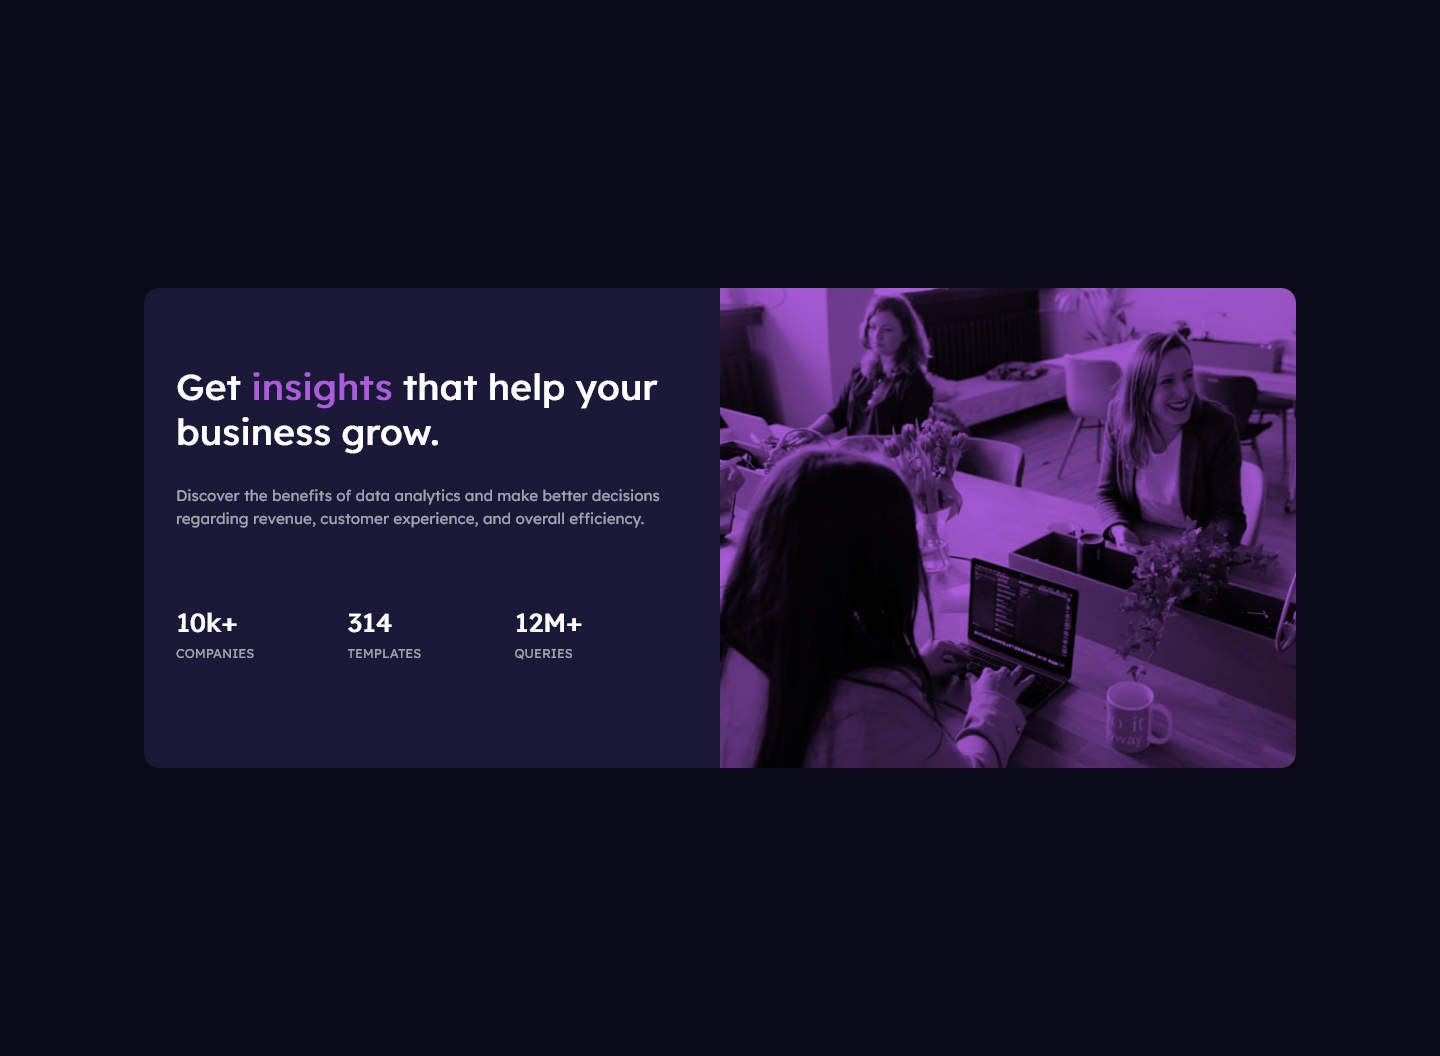 Get insights that help your
business grow.
Discover the benefits of data analytics and make better decisions
regarding revenue, customer experience, and overall efficiency.
10k+ 314 12M+
COMPANIES TEMPLATES QUERIES